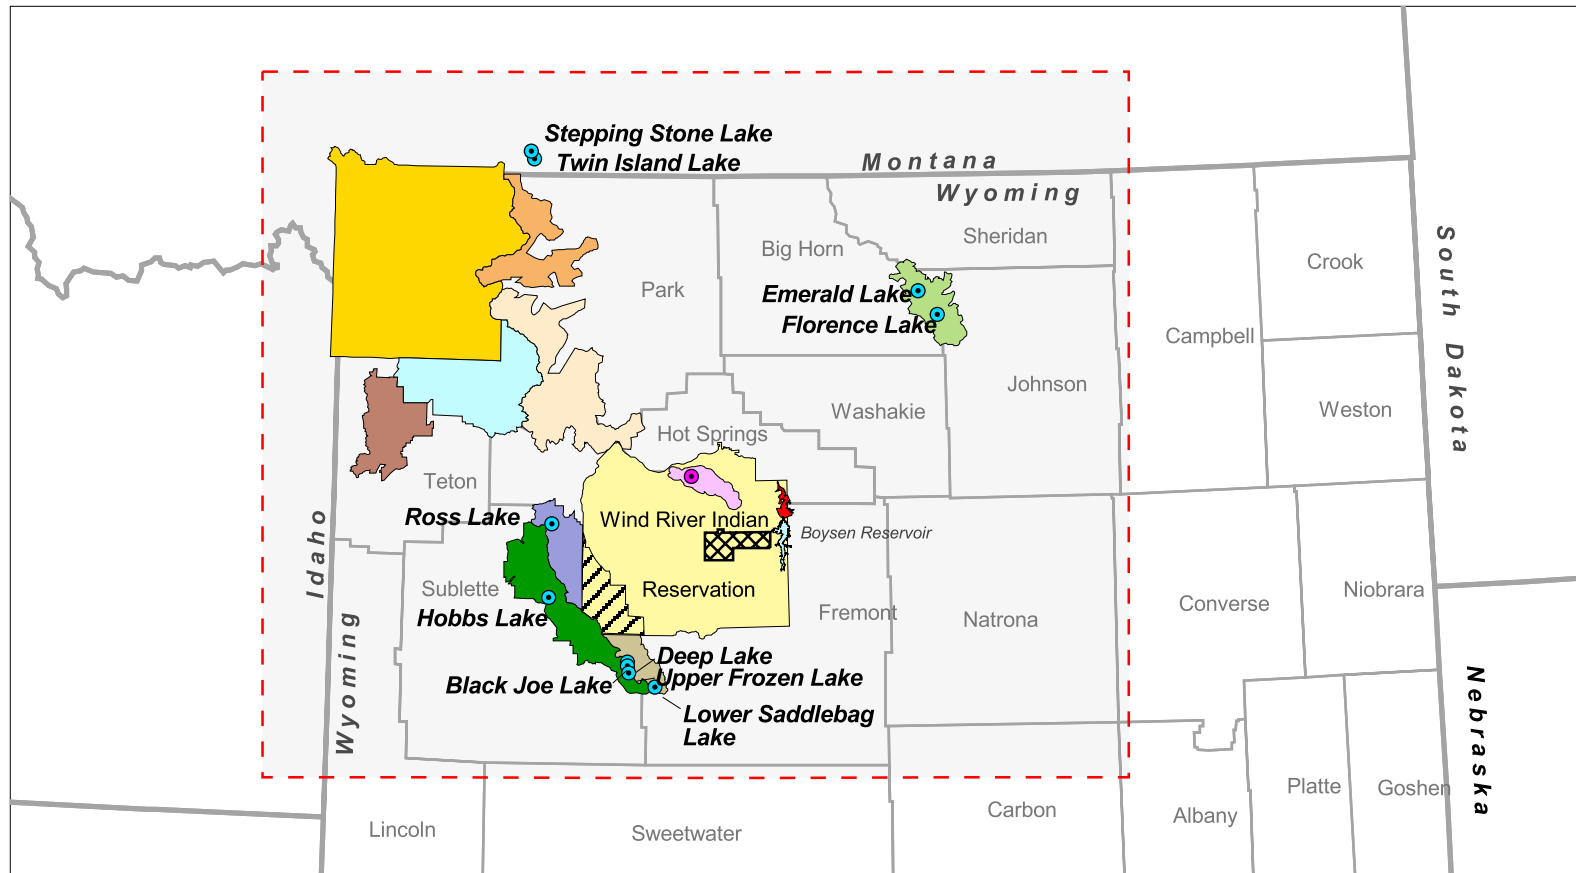 Stepping Stone Lake
Twin Island Lake
Montana
Wyoming
Big Horn
Sheridan
South Dakota
Crook
Park
Emerald Lake
Florence Lake
Campbell
Johnson
Washakie
Weston
Hot Springs
Teton
Ross Lake
Wind River Indian
Boysen Reservoir
Idaho
Sublette
Reservation
Hobbs Lake
Fremont
Natrona
Converse
Niobrara
Wyoming
Deep Lake
Upper Frozen Lake
Black Joe Lake
Lower Saddlebag
Lake
Nebraska
Platte
Goshen
Carbon
Albany
Lincoln
Sweetwater